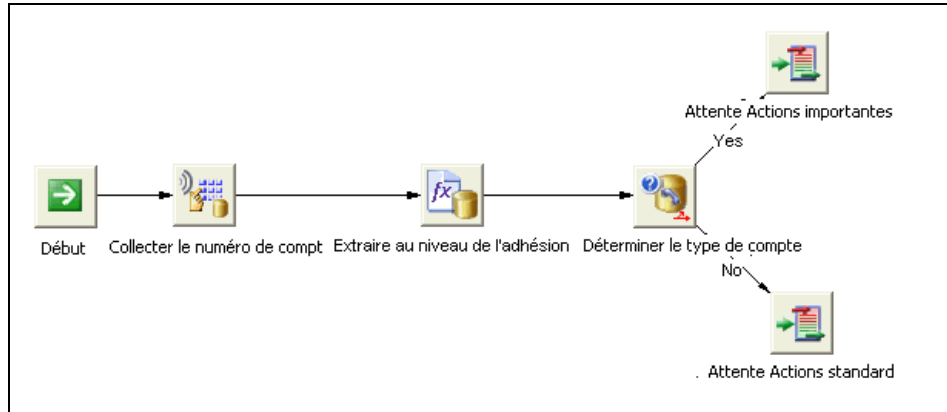 Attente Actions importantes
Yes
fx
Début
Collecter le numéro de compt
Extraire au niveau de l'adhésion
Déterminer le type de compte
No
. Attente Actions standard